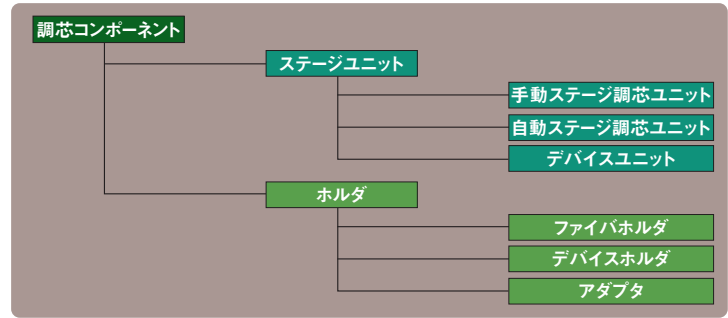 調芯コンポーネント
ステージユニット
手動ステージ調芯ユニット
自動ステージ調芯ユニット
デバイスユニット
ホルダ
ファイバホルダ
デバイスホルダ
アダプタ